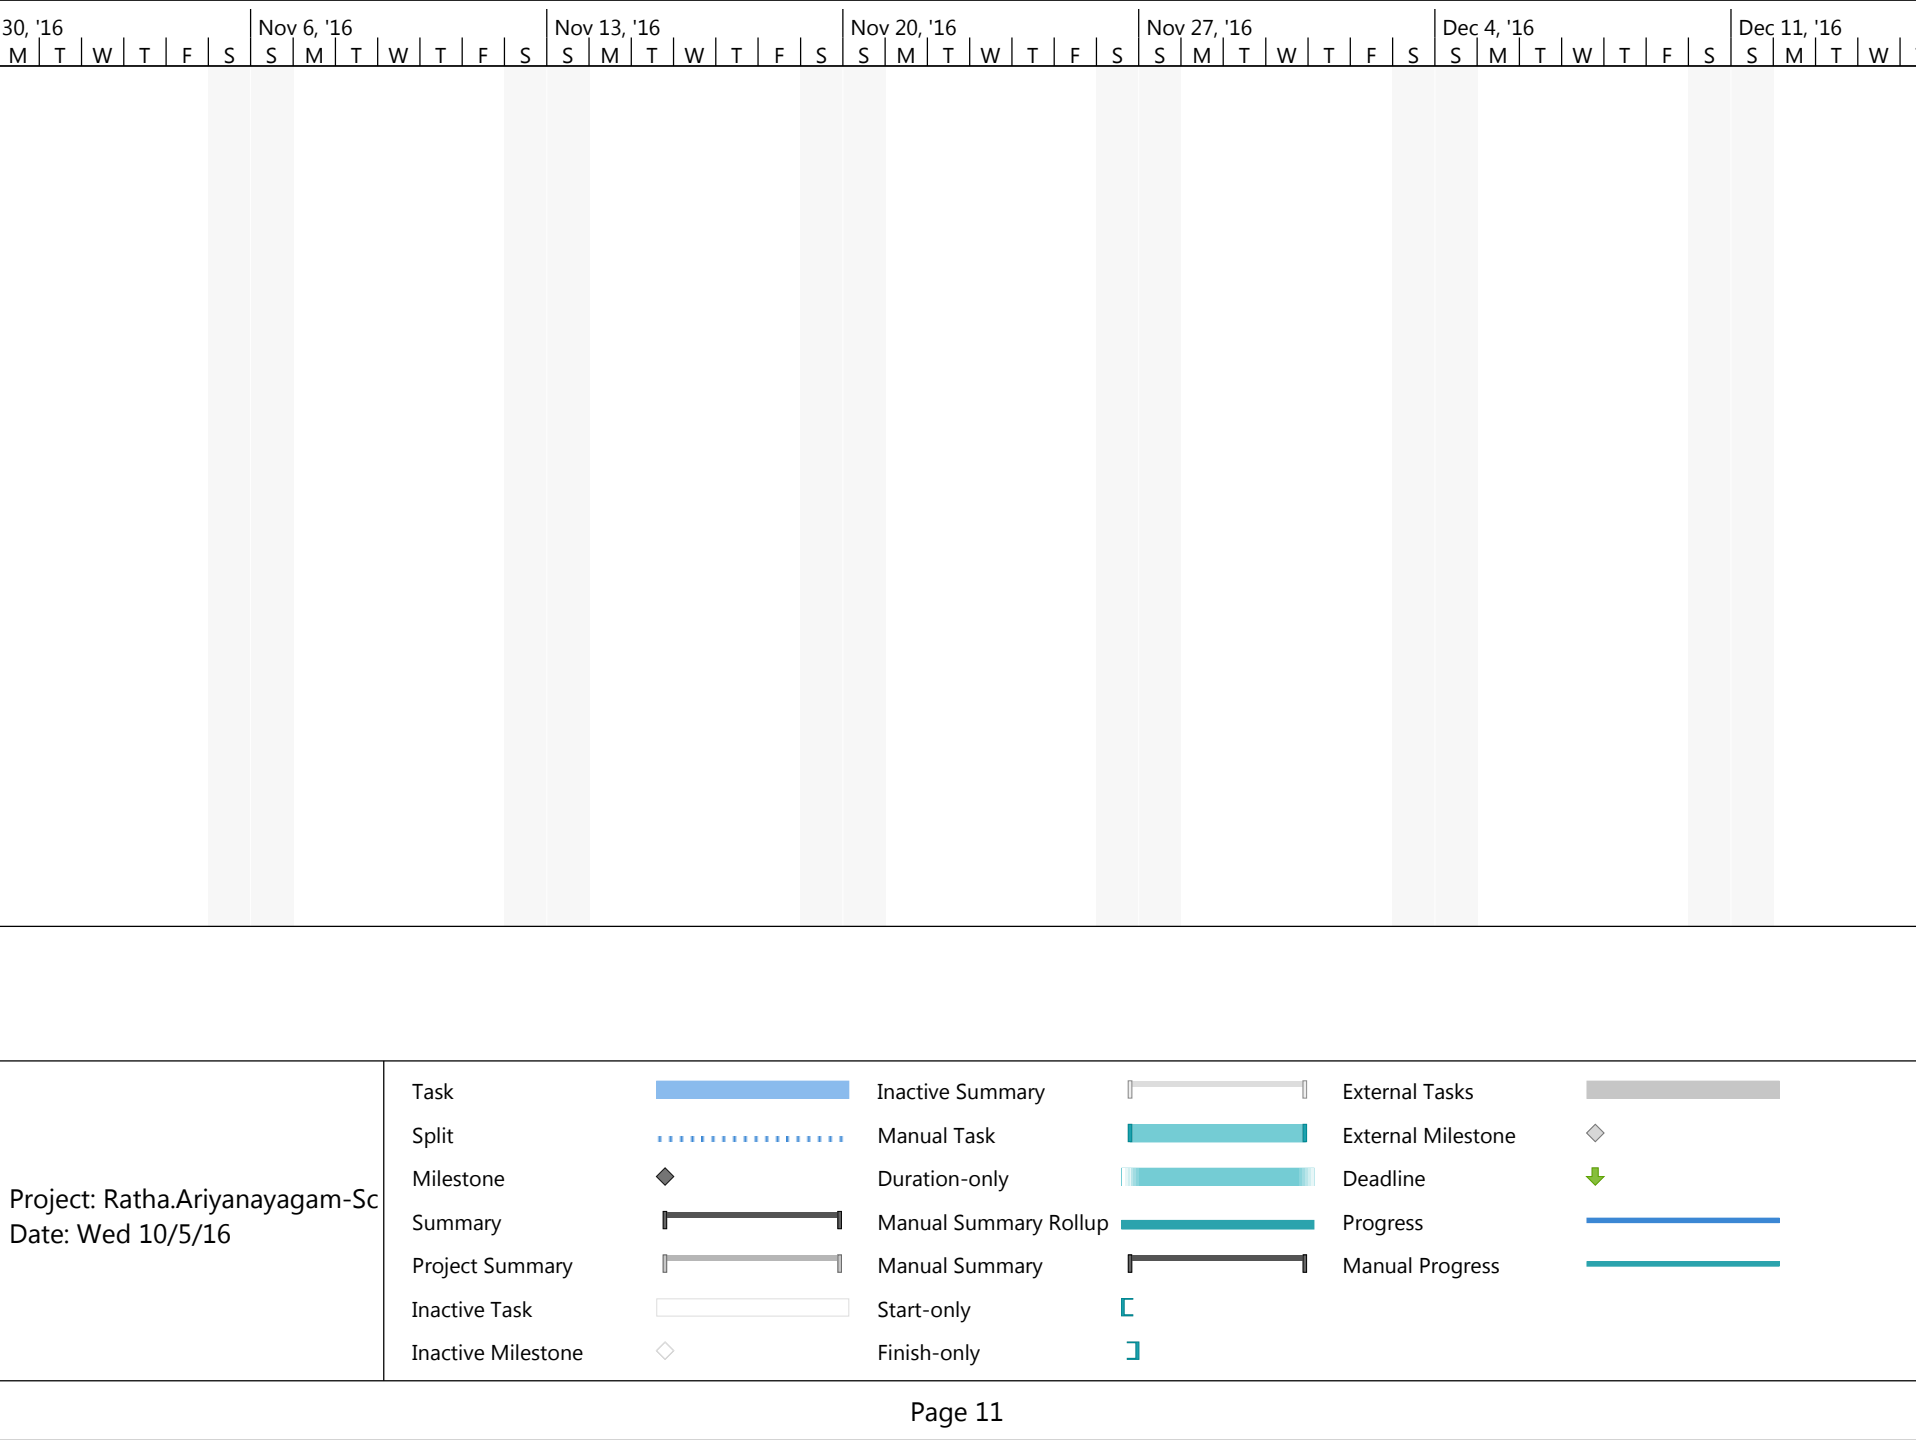 30, '16 Nov 6, '16 Nov 13, '16 Nov 20, '16 Nov 27, '16 Dec 4, '16 Dec 11, '16
M T W T F S S M T W T F S S M T W T F S S M T W T F S S M T W T F S S M T W T F S S M T W
Task Inactive Summary External Tasks
Split Manual Task External Milestone
Milestone Duration-only Deadline
Project: Ratha.Ariyanayagam-Sc
Date: Wed 10/5/16
Summary Manual Summary Rollup Progress
Project Summary Manual Summary Manual Progress
Inactive Task Start-only
Inactive Milestone Finish-only
Page 11